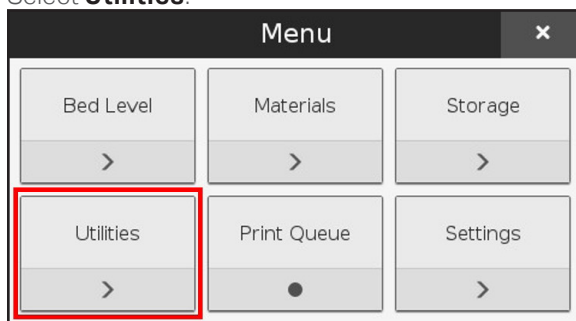 Select Utilities.
Menu ×
Bed Level Materials Storage
Utilities Print Queue Settings